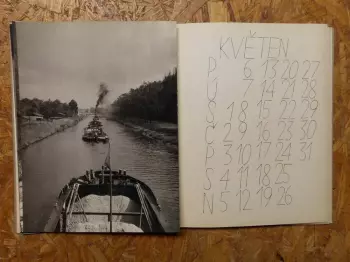 KVĚTEN
P 6 13 20 27
Ú 7 14 21 28
S 1 8 15 22 29
Č 2 9 16 23 30
P 3 10 17 24 31
S 4 11 18 25
N 5 12 19 26